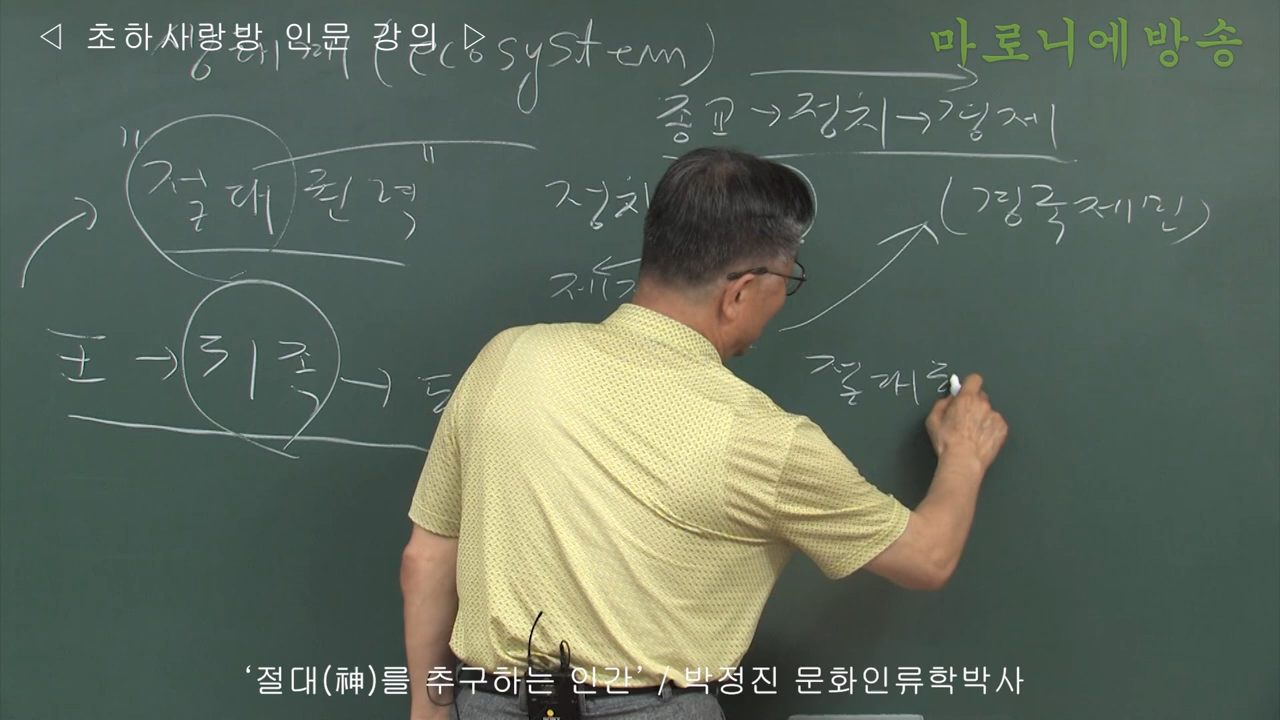 ◁ 초하사랑방 인문 강의 ▷
마로니에방송
생태계 (ecosystem)
종교→정치→경제
"절대권력"
정치
(경국제민)
王→귀족→
절대
'절대(神)를 추구하는 인간' / 박정진 문화인류학박사